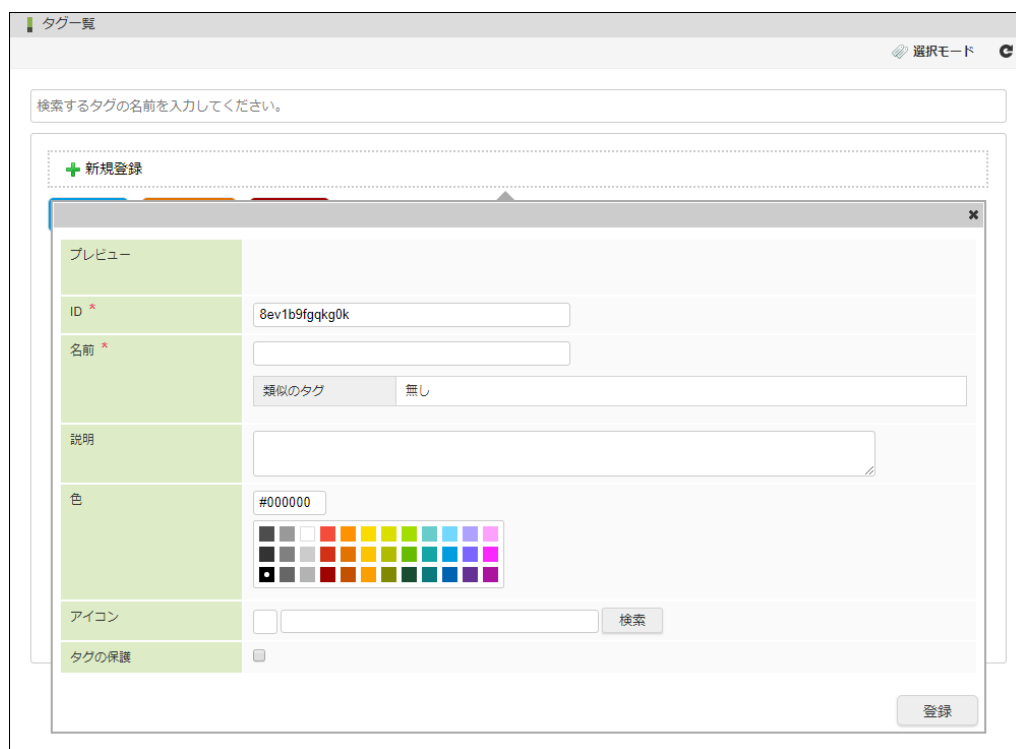 タグ一覧
選択モード
検索するタグの名前を入力してください。
新規登録
プレビュー
ID *
8ev1b9fgqkg0k
名前 *
類似のタグ 無し
説明
色
#000000
アイコン
検索
タグの保護
登録